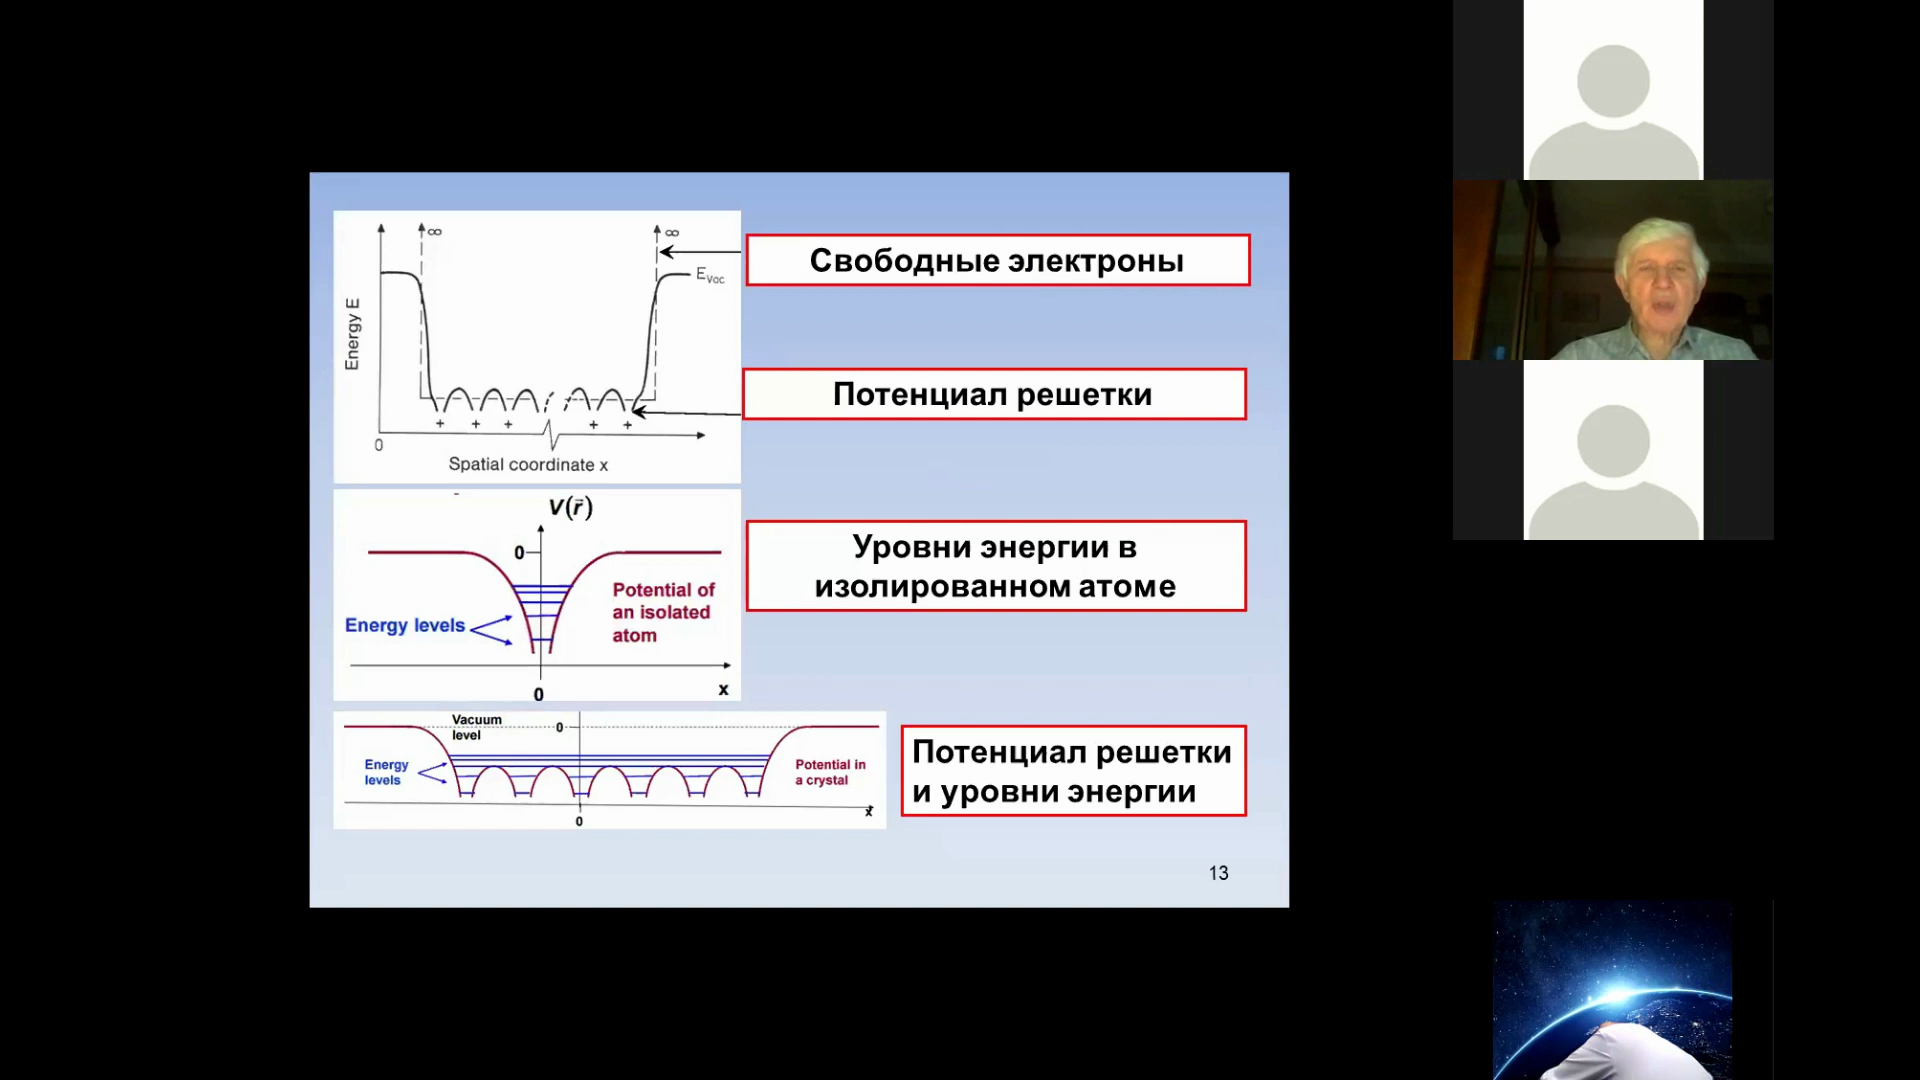 ∞
∞
Свободные электроны
E_Vac
Energy E
Потенциал решетки
+ + + + +
0
Spatial coordinate x
V(r⃗)
0
Уровни энергии в
изолированном атоме
Potential of
an isolated
atom
Energy levels
0
x
Vacuum
level
0
Energy
levels
Potential in
a crystal
x
0
Потенциал решетки
и уровни энергии
13